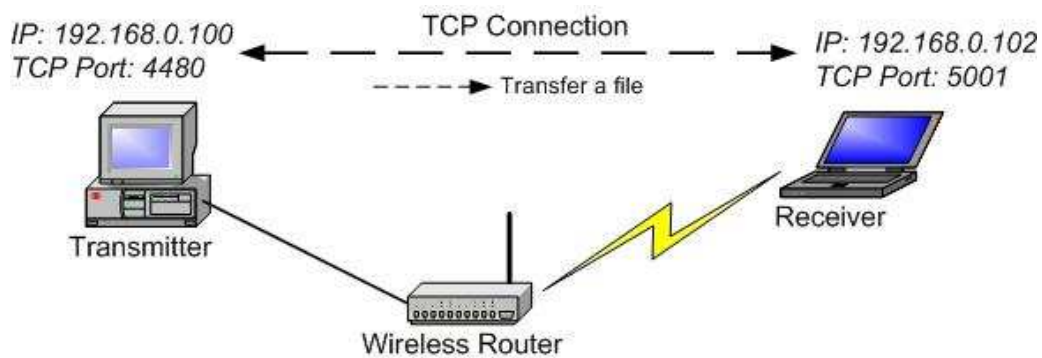 TCP Connection
IP: 192.168.0.100
TCP Port: 4480
IP: 192.168.0.102
TCP Port: 5001
Transfer a file
Transmitter
Receiver
Wireless Router